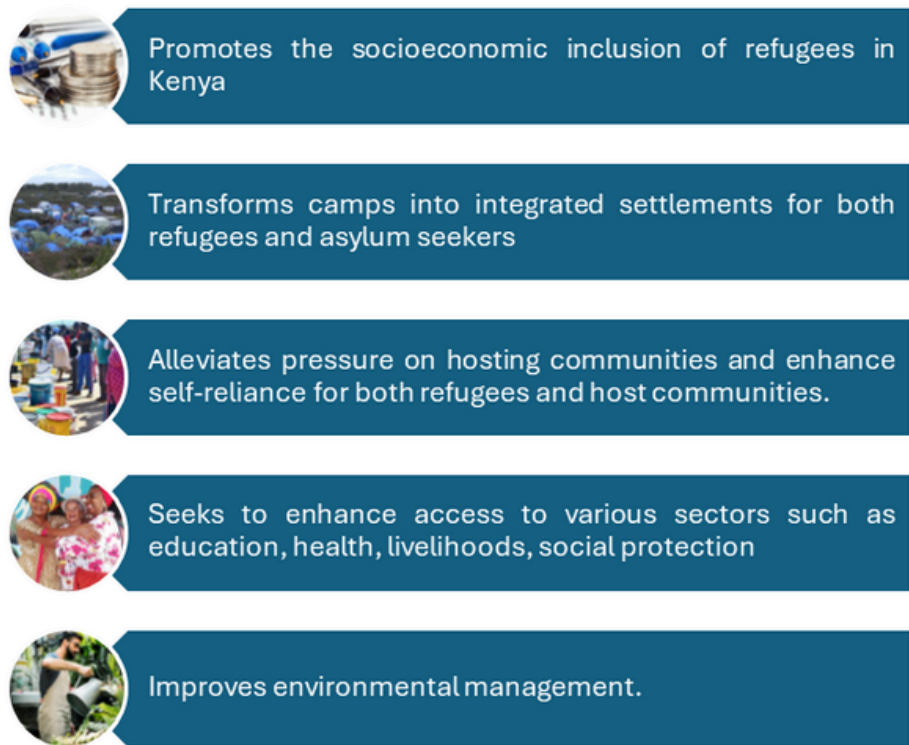 Promotes the socioeconomic inclusion of refugees in
Kenya
Transforms camps into integrated settlements for both
refugees and asylum seekers
Alleviates pressure on hosting communities and enhance
self-reliance for both refugees and host communities.
Seeks to enhance access to various sectors such as
education, health, livelihoods, social protection
Improves environmental management.